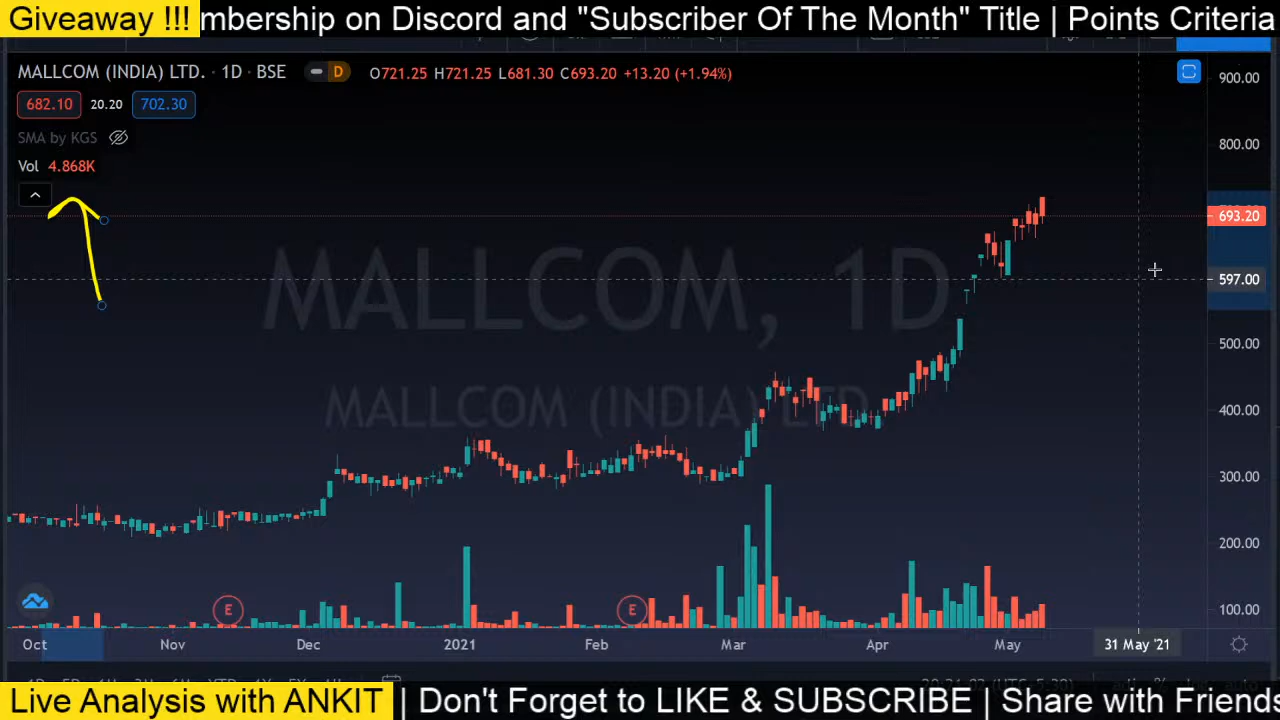 Giveaway !!! mbership on Discord and "Subscriber Of The Month" Title | Points Criteria
MALLCOM (INDIA) LTD. · 1D · BSE D O721.25 H721.25 L681.30 C693.20 +13.20 (+1.94%)
682.10 20.20 702.30
SMA by KGS
Vol 4.868K
900.00
800.00
693.20
597.00
500.00
400.00
300.00
200.00
100.00
MALLCOM, 1D
MALLCOM (INDIA) LTD
E E
Oct Nov Dec 2021 Feb Mar Apr May 31 May '21
Live Analysis with ANKIT | Don't Forget to LIKE & SUBSCRIBE | Share with Friends